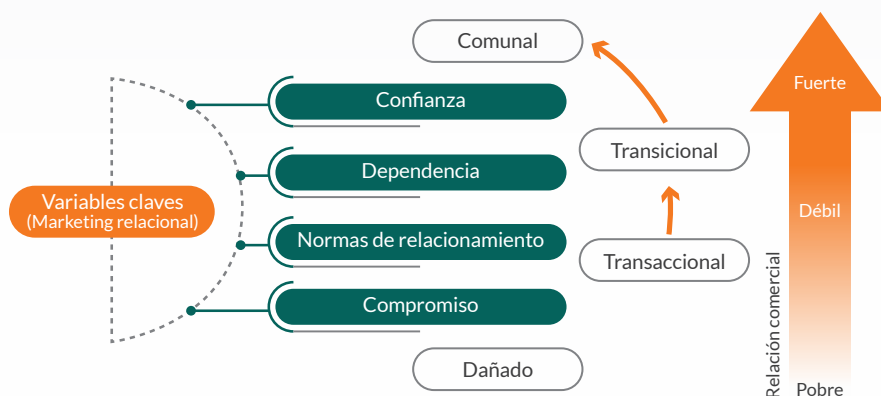 Comunal
Fuerte
Confianza
Transicional
Dependencia
Variables claves
(Marketing relacional)
Débil
Normas de relacionamiento
Transaccional
Compromiso
Relación comercial
Dañado
Pobre